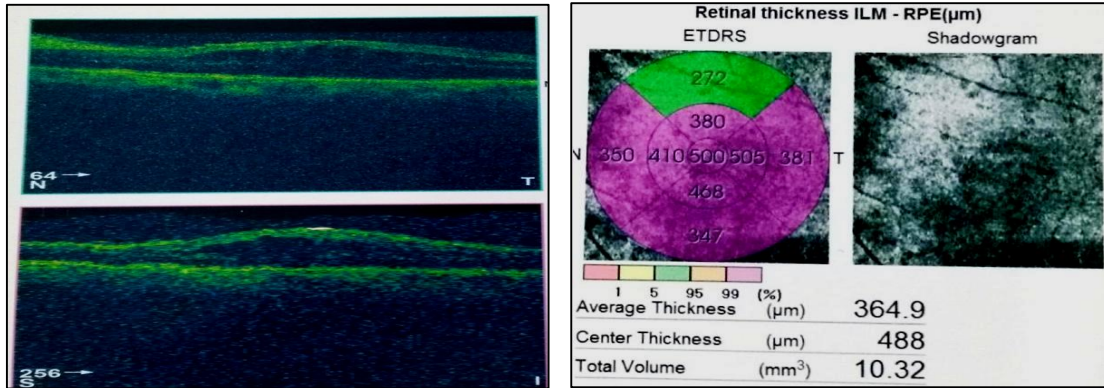 64
N T
256
S I
Retinal thickness ILM - RPE(µm)
ETDRS
Shadowgram
272
380
N 350 410 500 505 381 T
468
347
1 5 95 99 (%)
Average Thickness (µm) 364.9
Center Thickness (µm) 488
Total Volume (mm³) 10.32